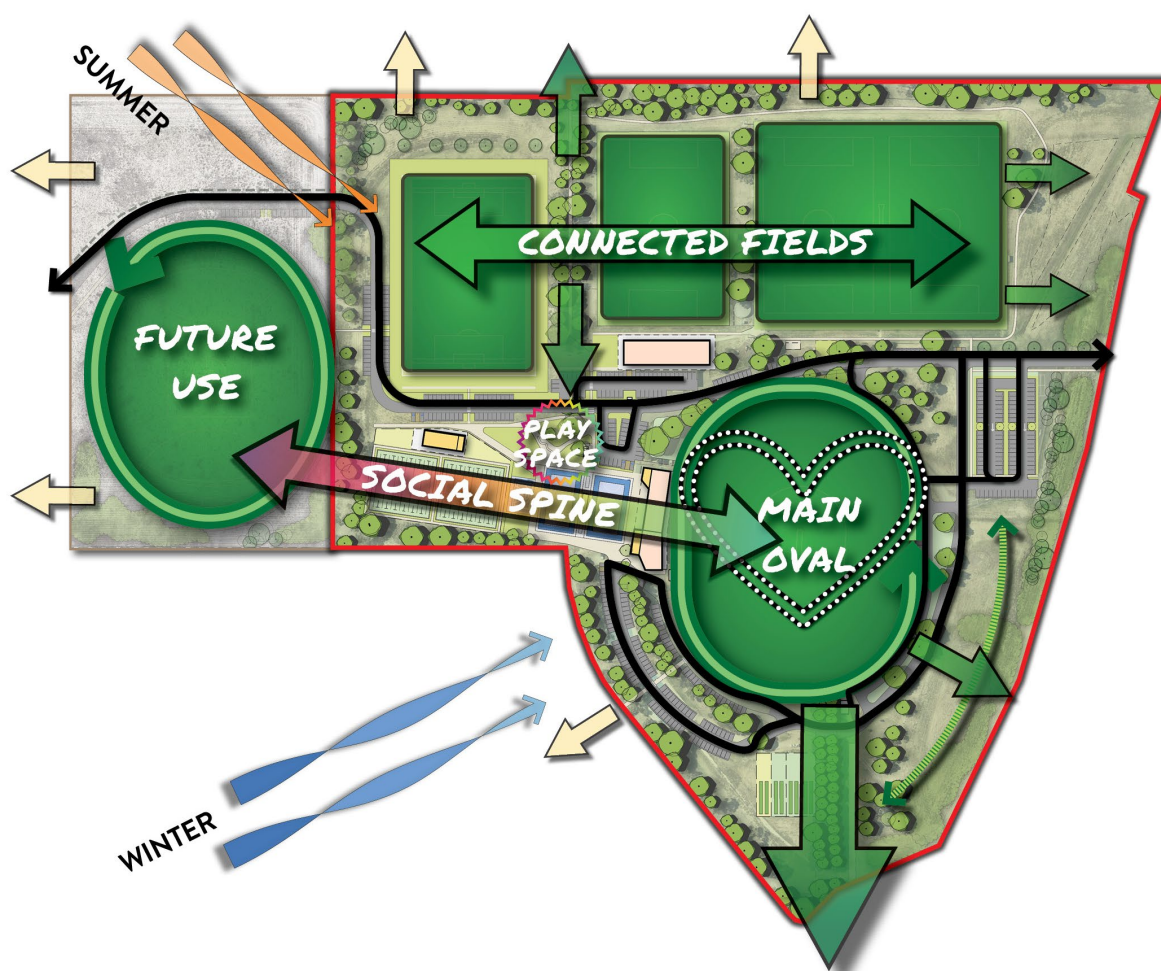 SUMMER
CONNECTED FIELDS
FUTURE
USE
PLAY
SPACE
SOCIAL SPINE
MAIN
OVAL
WINTER